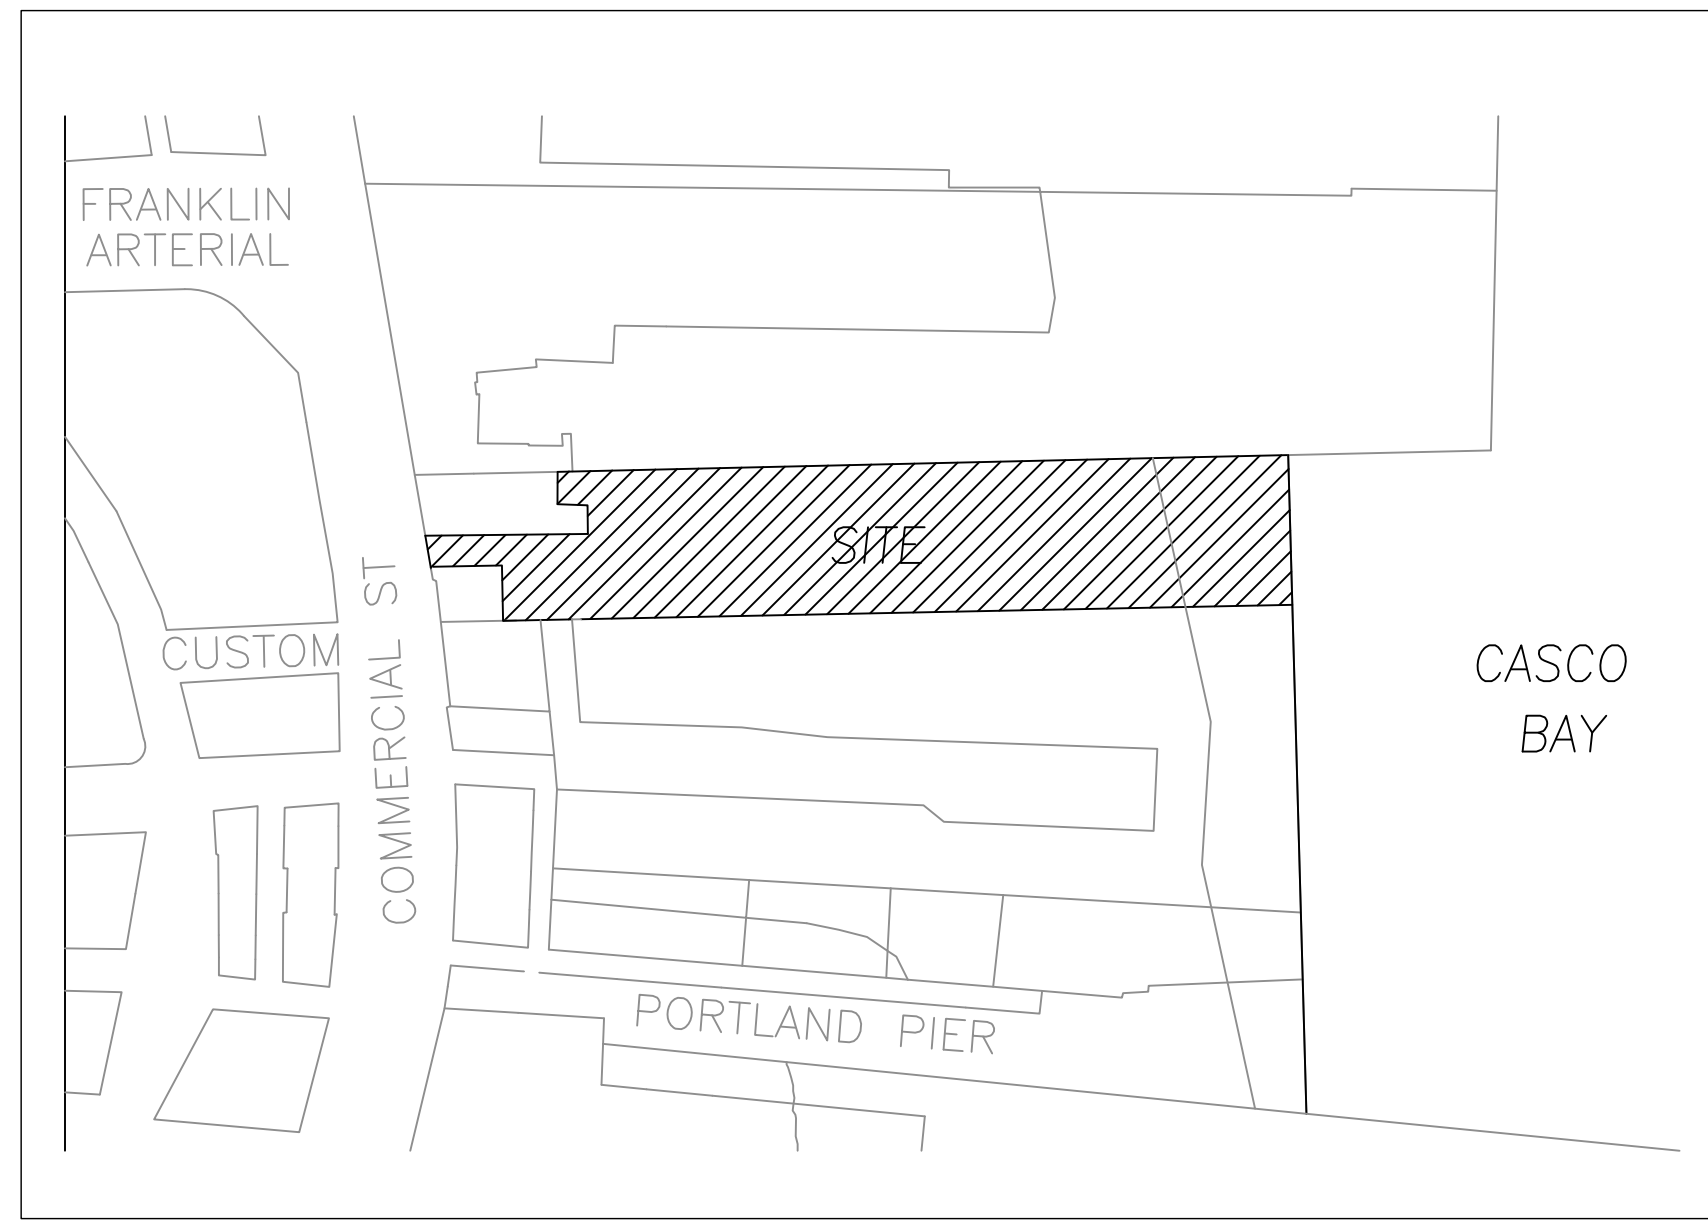 FRANKLIN
ARTERIAL
SITE
COMMERCIAL ST
CUSTOM
CASCO
BAY
PORTLAND PIER